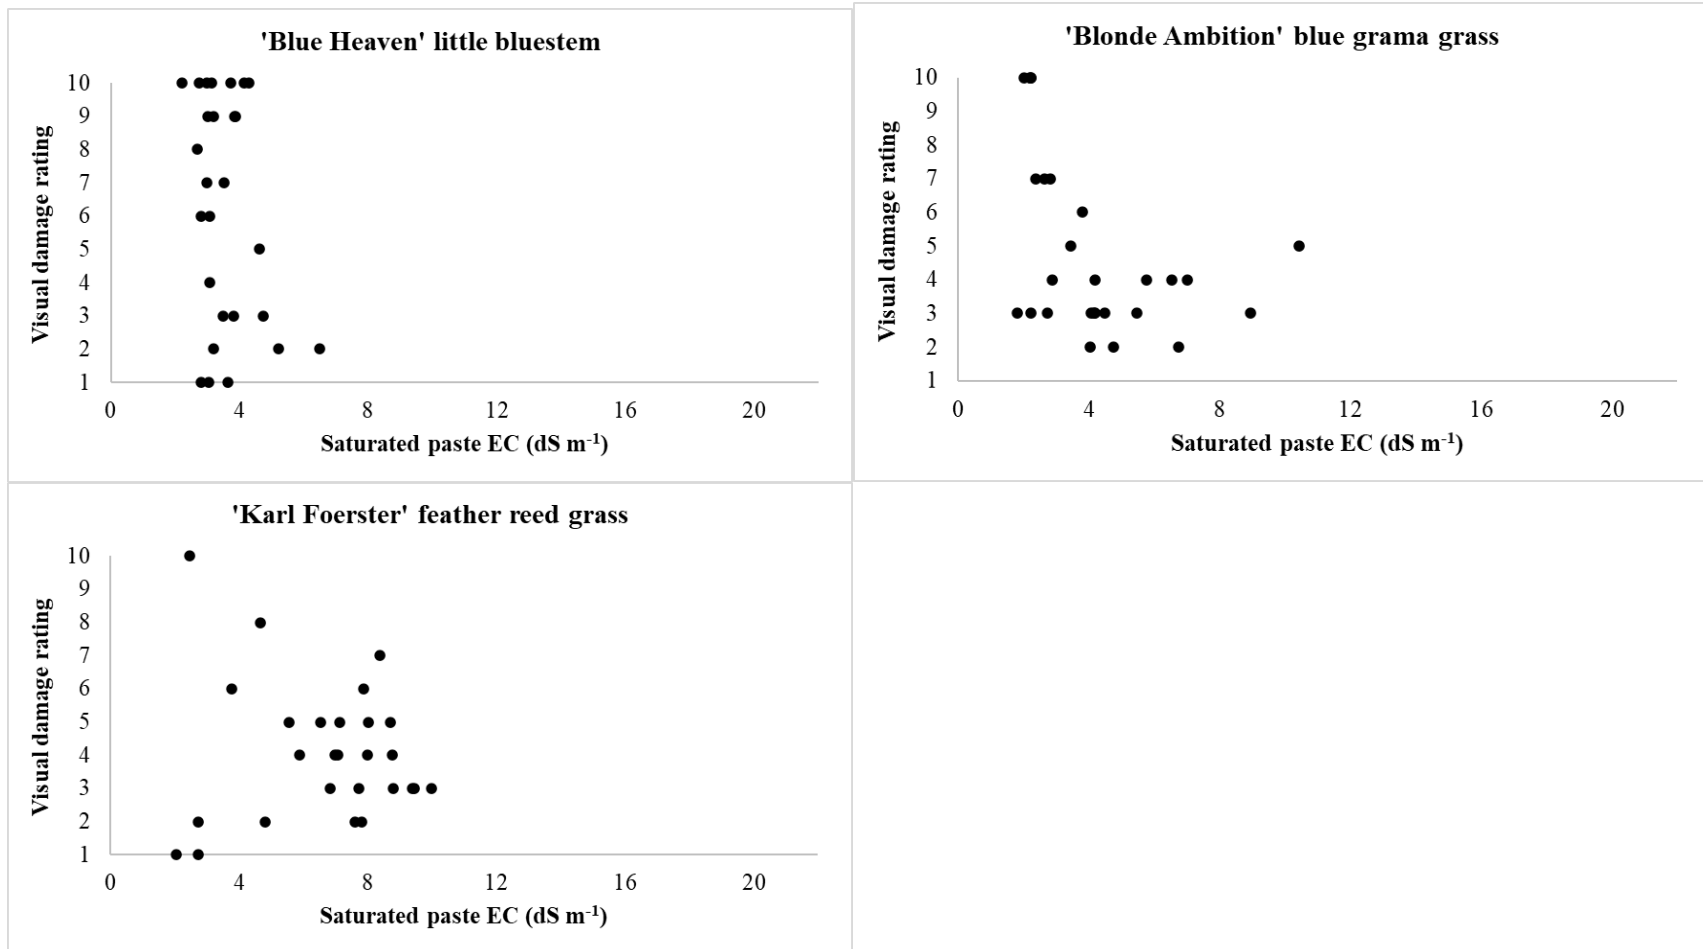 'Blue Heaven' little bluestem
10
9
8
7
6
5
4
3
2
1
Visual damage rating
0 4 8 12 16 20
Saturated paste EC (dS m⁻¹)
'Blonde Ambition' blue grama grass
10
9
8
7
6
5
4
3
2
1
Visual damage rating
0 4 8 12 16 20
Saturated paste EC (dS m⁻¹)
'Karl Foerster' feather reed grass
10
9
8
7
6
5
4
3
2
1
Visual damage rating
0 4 8 12 16 20
Saturated paste EC (dS m⁻¹)